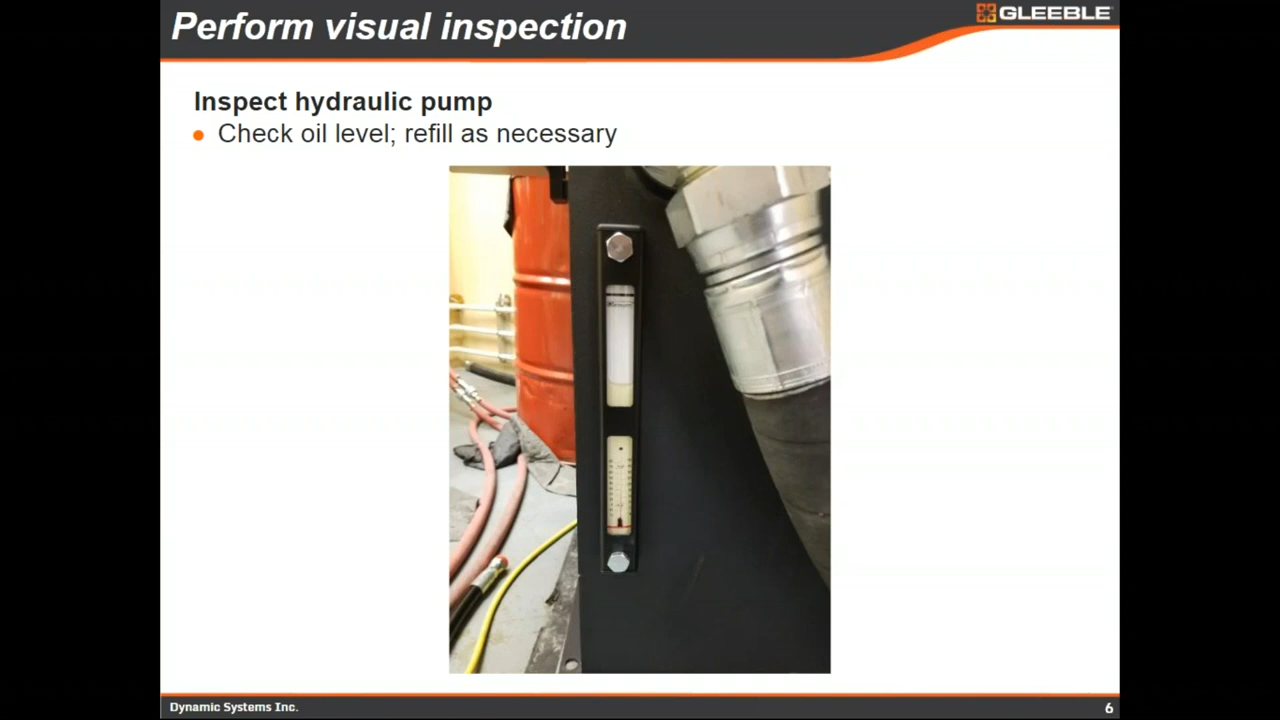 Perform visual inspection
GLEEBLE
Inspect hydraulic pump
● Check oil level; refill as necessary
Dynamic Systems Inc.
6